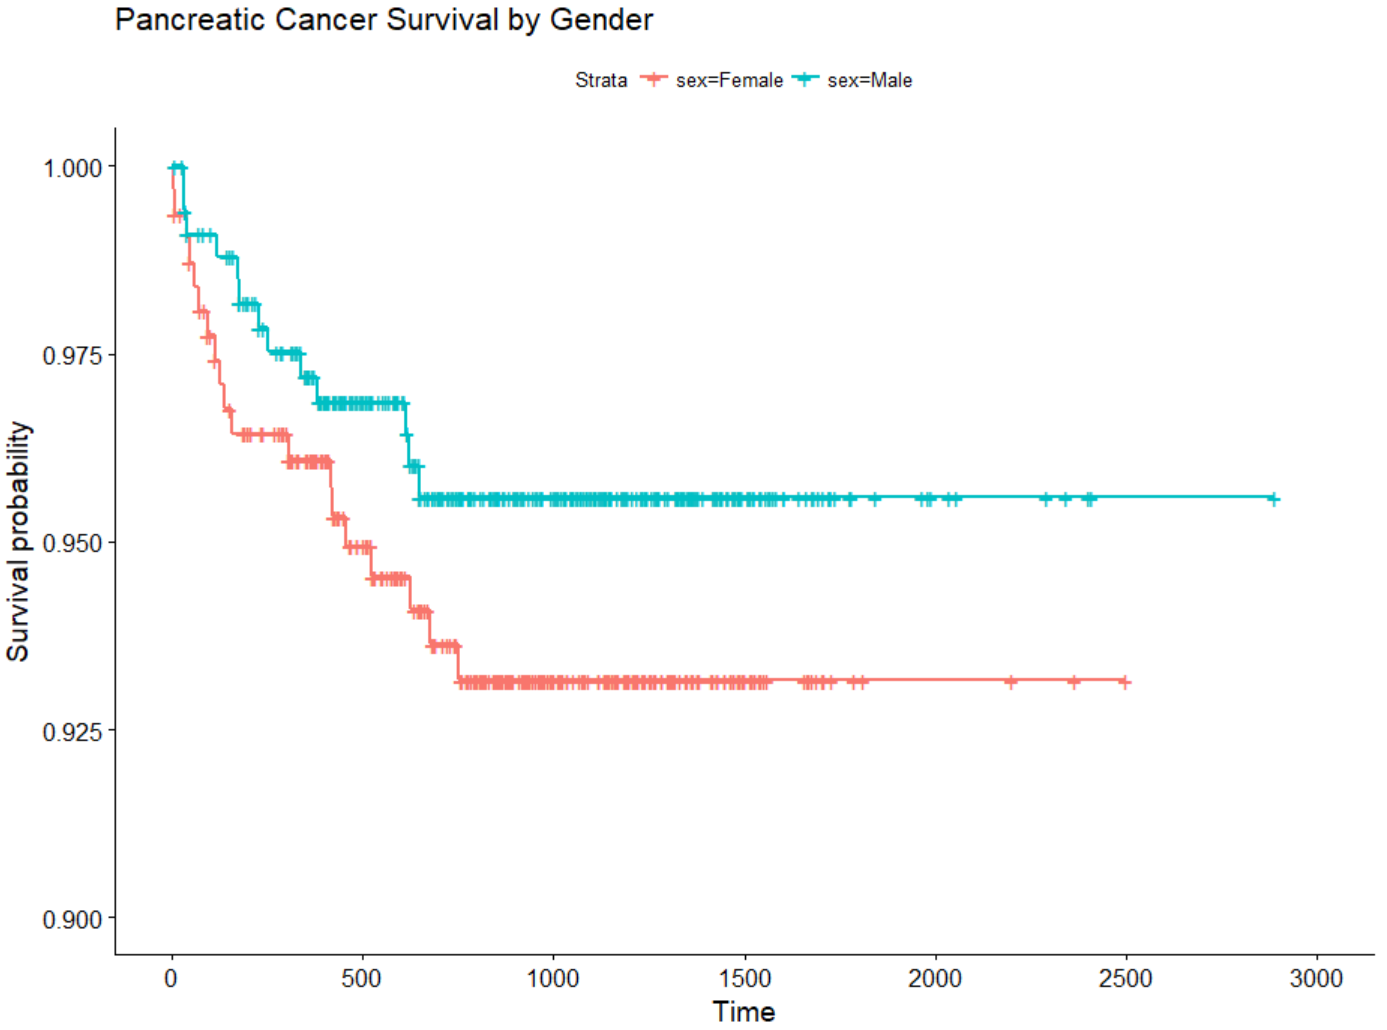 Pancreatic Cancer Survival by Gender
Strata sex=Female sex=Male
Survival probability
1.000
0.975
0.950
0.925
0.900
0 500 1000 1500 2000 2500 3000
Time